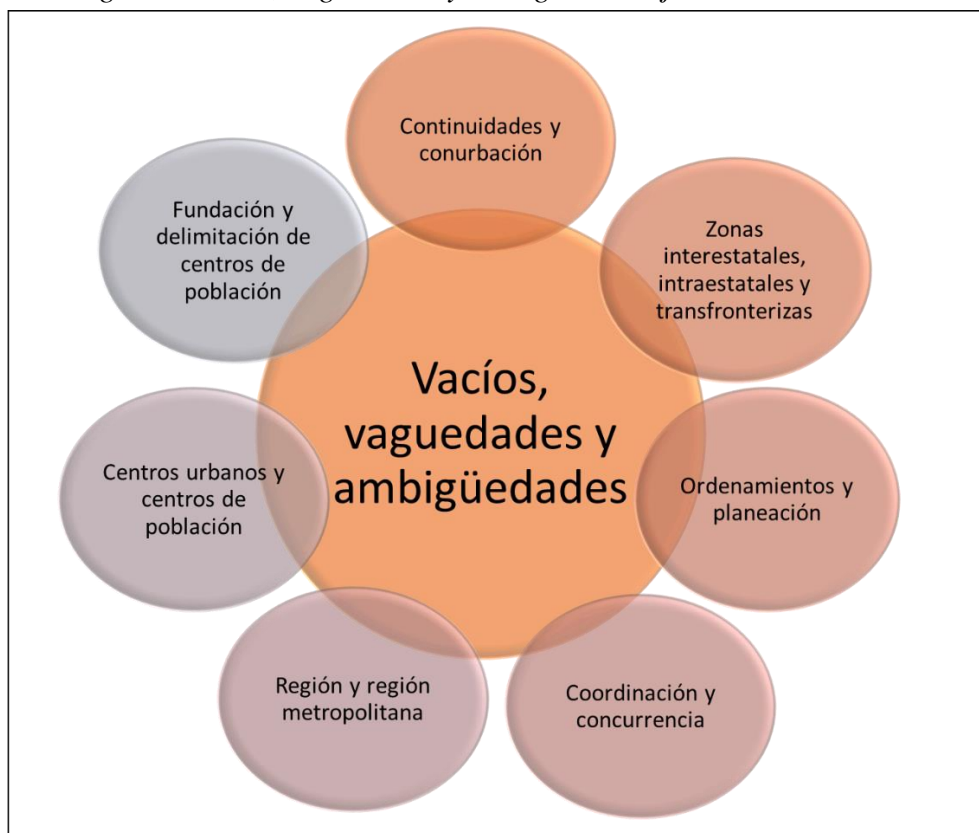 Continuidades y
conurbación
Zonas
interestatales,
intraestatales y
transfronterizas
Ordenamientos y
planeación
Coordinación y
concurrencia
Región y región
metropolitana
Centros urbanos y
centros de
población
Fundación y
delimitación de
centros de
población
Vacíos,
vaguedades y
ambigüedades